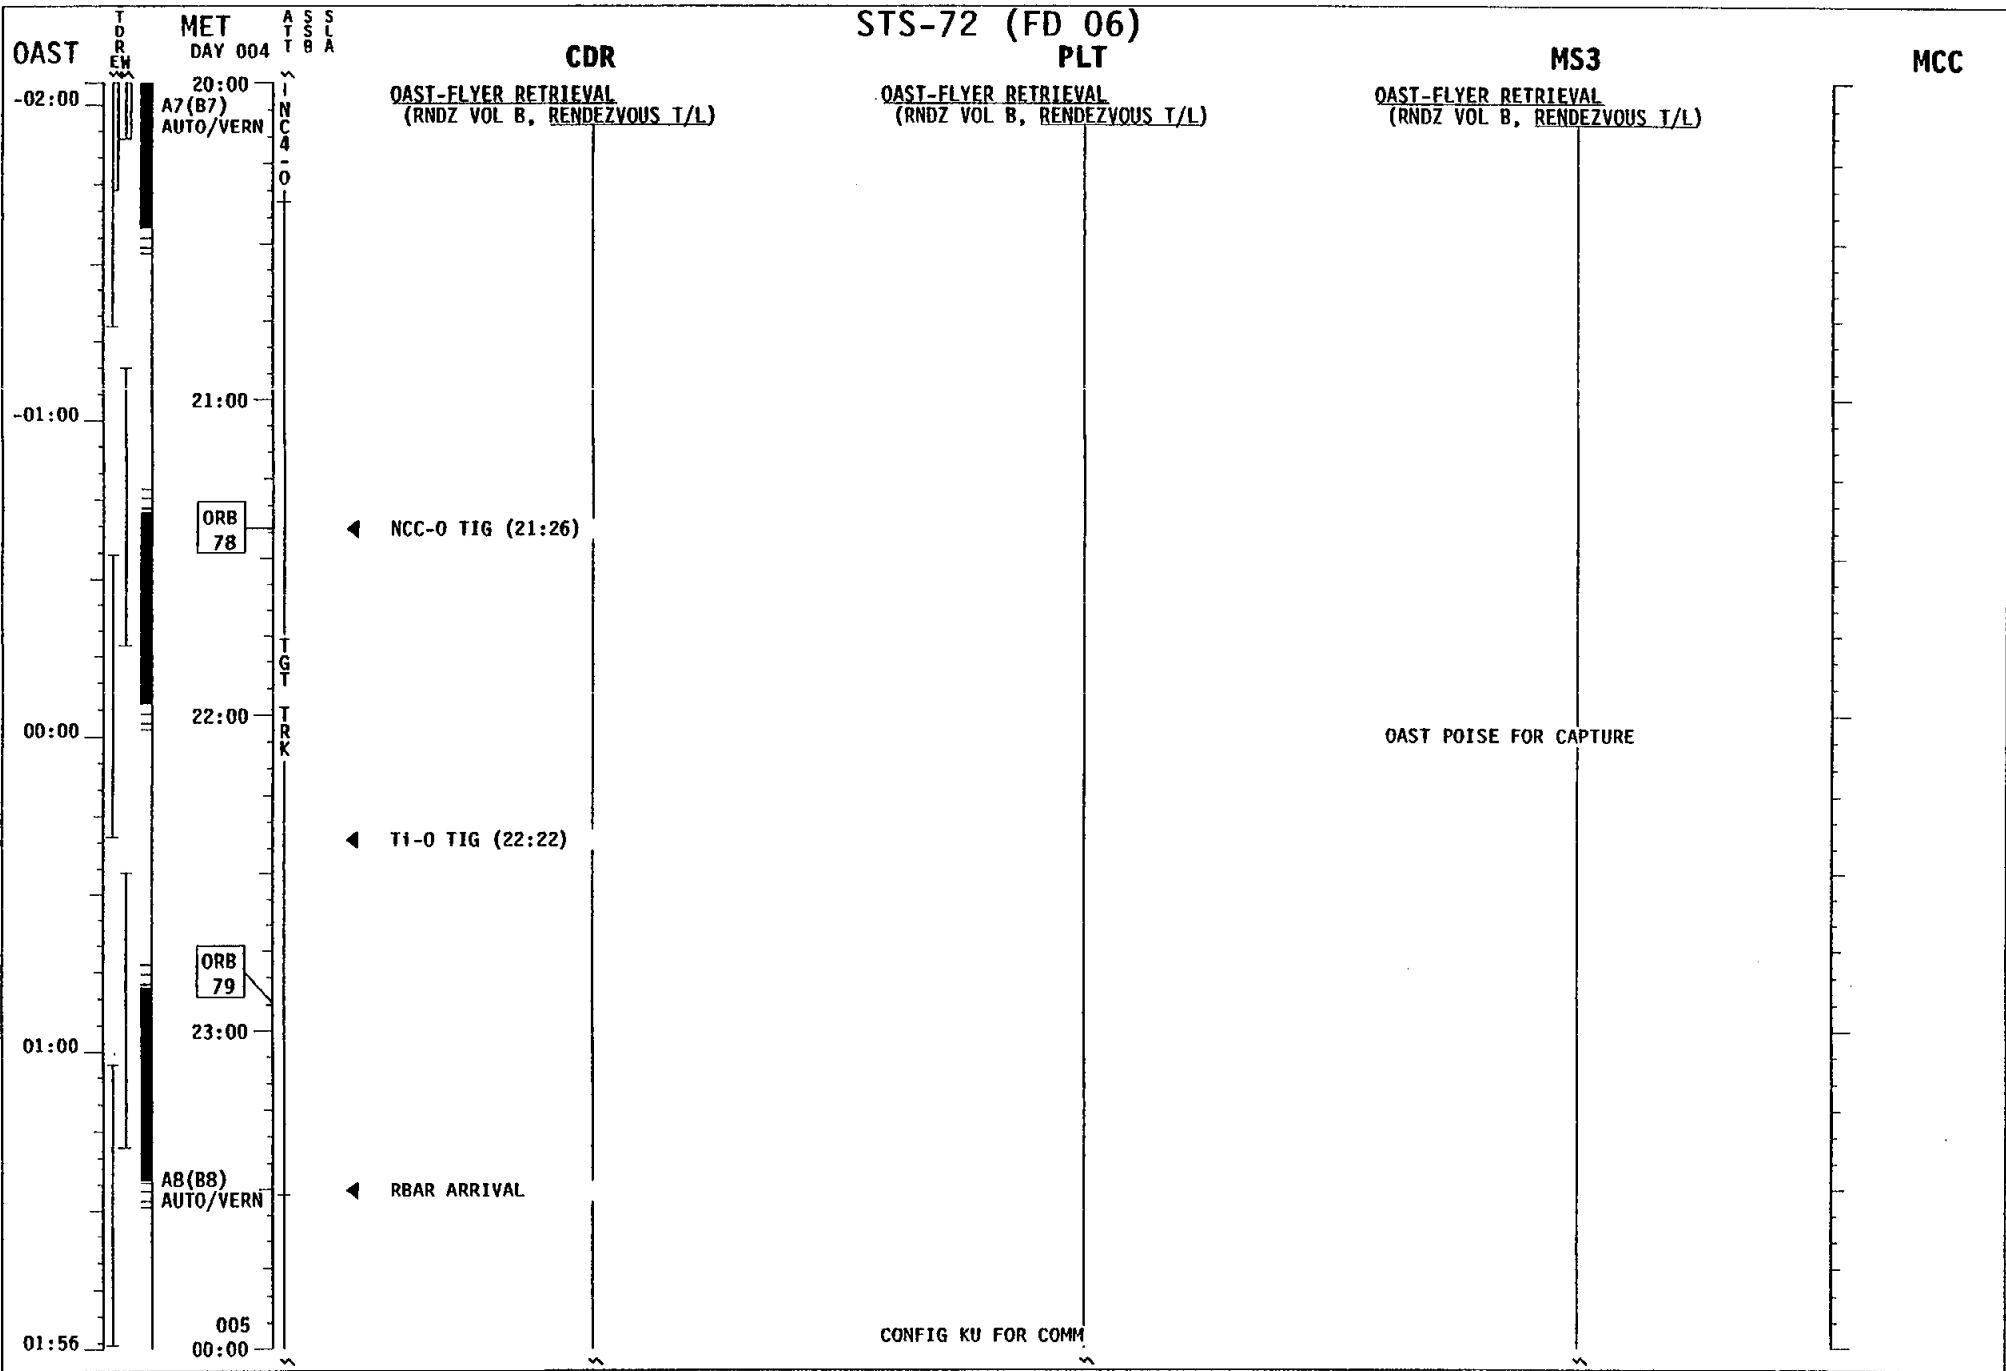 STS-72 (FD 06)
OAST
TDRE W
MET
DAY 004
ATT
SSB
SLA
CDR
PLT
MS3
MCC
-02:00
20:00
A7(B7)
AUTO/VERN
INC4-O
OAST-FLYER RETRIEVAL
(RNDZ VOL B, RENDEZVOUS T/L)
OAST-FLYER RETRIEVAL
(RNDZ VOL B, RENDEZVOUS T/L)
OAST-FLYER RETRIEVAL
(RNDZ VOL B, RENDEZVOUS T/L)
-01:00
21:00
ORB
78
NCC-O TIG (21:26)
TGT TRK
00:00
22:00
OAST POISE FOR CAPTURE
Ti-O TIG (22:22)
ORB
79
01:00
23:00
A8(B8)
AUTO/VERN
RBAR ARRIVAL
01:56
005
00:00
CONFIG KU FOR COMM